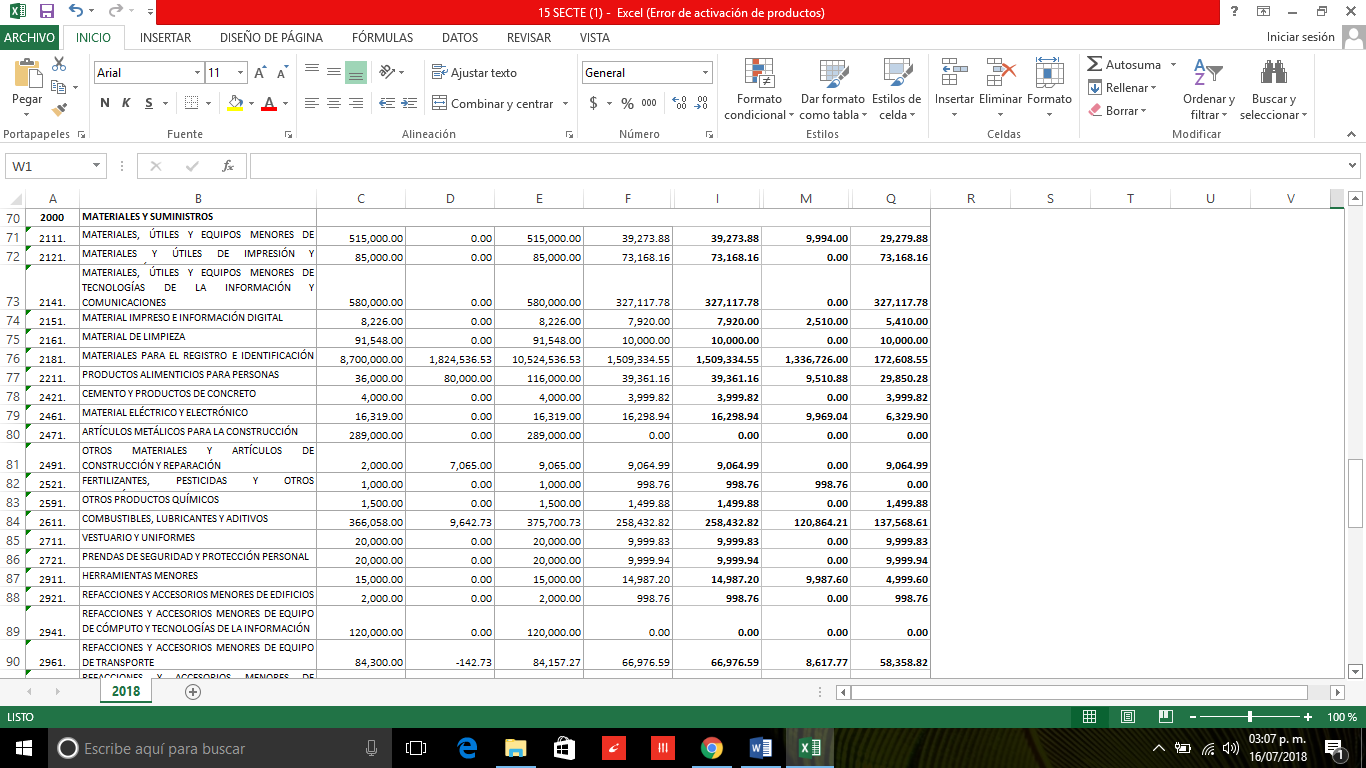 15 SECTE (1) - Excel (Error de activación de productos)
ARCHIVO INICIO INSERTAR DISEÑO DE PÁGINA FÓRMULAS DATOS REVISAR VISTA Iniciar sesión
Pegar
Portapapeles
Arial 11
N K S
Fuente
Ajustar texto
Combinar y centrar
Alineación
General
$ % 000
Número
Formato condicional
Dar formato como tabla
Estilos de celda
Estilos
Insertar Eliminar Formato
Celdas
Autosuma
Rellenar
Borrar
Ordenar y filtrar
Buscar y seleccionar
Modificar
W1 fx
A B C D E F I M Q R S T U V
70 2000 MATERIALES Y SUMINISTROS
71 2111. MATERIALES, ÚTILES Y EQUIPOS MENORES DE 515,000.00 0.00 515,000.00 39,273.88 39,273.88 9,994.00 29,279.88
72 2121. MATERIALES Y ÚTILES DE IMPRESIÓN Y 85,000.00 0.00 85,000.00 73,168.16 73,168.16 0.00 73,168.16
MATERIALES, ÚTILES Y EQUIPOS MENORES DE
TECNOLOGÍAS DE LA INFORMACIÓN Y
73 2141. COMUNICACIONES 580,000.00 0.00 580,000.00 327,117.78 327,117.78 0.00 327,117.78
74 2151. MATERIAL IMPRESO E INFORMACIÓN DIGITAL 8,226.00 0.00 8,226.00 7,920.00 7,920.00 2,510.00 5,410.00
75 2161. MATERIAL DE LIMPIEZA 91,548.00 0.00 91,548.00 10,000.00 10,000.00 0.00 10,000.00
76 2181. MATERIALES PARA EL REGISTRO E IDENTIFICACIÓN 8,700,000.00 1,824,536.53 10,524,536.53 1,509,334.55 1,509,334.55 1,336,726.00 172,608.55
77 2211. PRODUCTOS ALIMENTICIOS PARA PERSONAS 36,000.00 80,000.00 116,000.00 39,361.16 39,361.16 9,510.88 29,850.28
78 2421. CEMENTO Y PRODUCTOS DE CONCRETO 4,000.00 0.00 4,000.00 3,999.82 3,999.82 0.00 3,999.82
79 2461. MATERIAL ELÉCTRICO Y ELECTRÓNICO 16,319.00 0.00 16,319.00 16,298.94 16,298.94 9,969.04 6,329.90
80 2471. ARTÍCULOS METÁLICOS PARA LA CONSTRUCCIÓN 289,000.00 0.00 289,000.00 0.00 0.00 0.00 0.00
OTROS MATERIALES Y ARTÍCULOS DE
81 2491. CONSTRUCCIÓN Y REPARACIÓN 2,000.00 7,065.00 9,065.00 9,064.99 9,064.99 0.00 9,064.99
82 2521. FERTILIZANTES, PESTICIDAS Y OTROS 1,000.00 0.00 1,000.00 998.76 998.76 998.76 0.00
83 2591. OTROS PRODUCTOS QUÍMICOS 1,500.00 0.00 1,500.00 1,499.88 1,499.88 0.00 1,499.88
84 2611. COMBUSTIBLES, LUBRICANTES Y ADITIVOS 366,058.00 9,642.73 375,700.73 258,432.82 258,432.82 120,864.21 137,568.61
85 2711. VESTUARIO Y UNIFORMES 20,000.00 0.00 20,000.00 9,999.83 9,999.83 0.00 9,999.83
86 2721. PRENDAS DE SEGURIDAD Y PROTECCIÓN PERSONAL 20,000.00 0.00 20,000.00 9,999.94 9,999.94 0.00 9,999.94
87 2911. HERRAMIENTAS MENORES 15,000.00 0.00 15,000.00 14,987.20 14,987.20 9,987.60 4,999.60
88 2921. REFACCIONES Y ACCESORIOS MENORES DE EDIFICIOS 2,000.00 0.00 2,000.00 998.76 998.76 0.00 998.76
REFACCIONES Y ACCESORIOS MENORES DE EQUIPO
89 2941. DE CÓMPUTO Y TECNOLOGÍAS DE LA INFORMACIÓN 120,000.00 0.00 120,000.00 0.00 0.00 0.00 0.00
REFACCIONES Y ACCESORIOS MENORES DE EQUIPO
90 2961. DE TRANSPORTE 84,300.00 -142.73 84,157.27 66,976.59 66,976.59 8,617.77 58,358.82
REFACCIONES Y ACCESORIOS MENORES DE
2018
LISTO 100 %
Escribe aquí para buscar
03:07 p. m.
16/07/2018
1